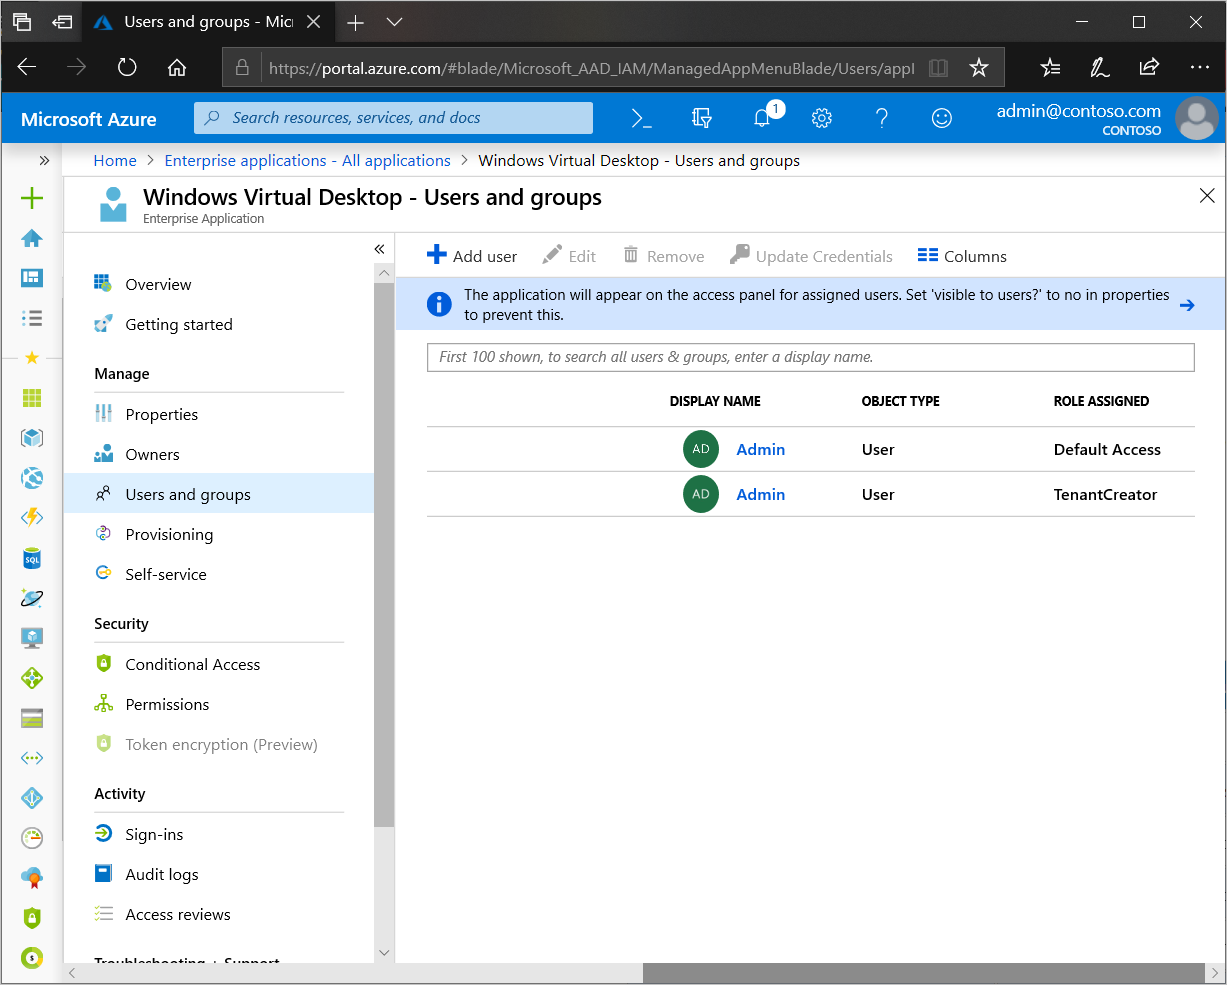 Users and groups - Micr
https://portal.azure.com/#blade/Microsoft_AAD_IAM/ManagedAppMenuBlade/Users/appI
Microsoft Azure
Search resources, services, and docs
1
admin@contoso.com
CONTOSO
Home > Enterprise applications - All applications > Windows Virtual Desktop - Users and groups
Windows Virtual Desktop - Users and groups
Enterprise Application
Overview
Getting started
Manage
Properties
Owners
Users and groups
Provisioning
Self-service
Security
Conditional Access
Permissions
Token encryption (Preview)
Activity
Sign-ins
Audit logs
Access reviews
Troubleshooting + Support
Add user Edit Remove Update Credentials Columns
The application will appear on the access panel for assigned users. Set 'visible to users?' to no in properties
to prevent this.
First 100 shown, to search all users & groups, enter a display name.
DISPLAY NAME OBJECT TYPE ROLE ASSIGNED
AD Admin User Default Access
AD Admin User TenantCreator
SQL